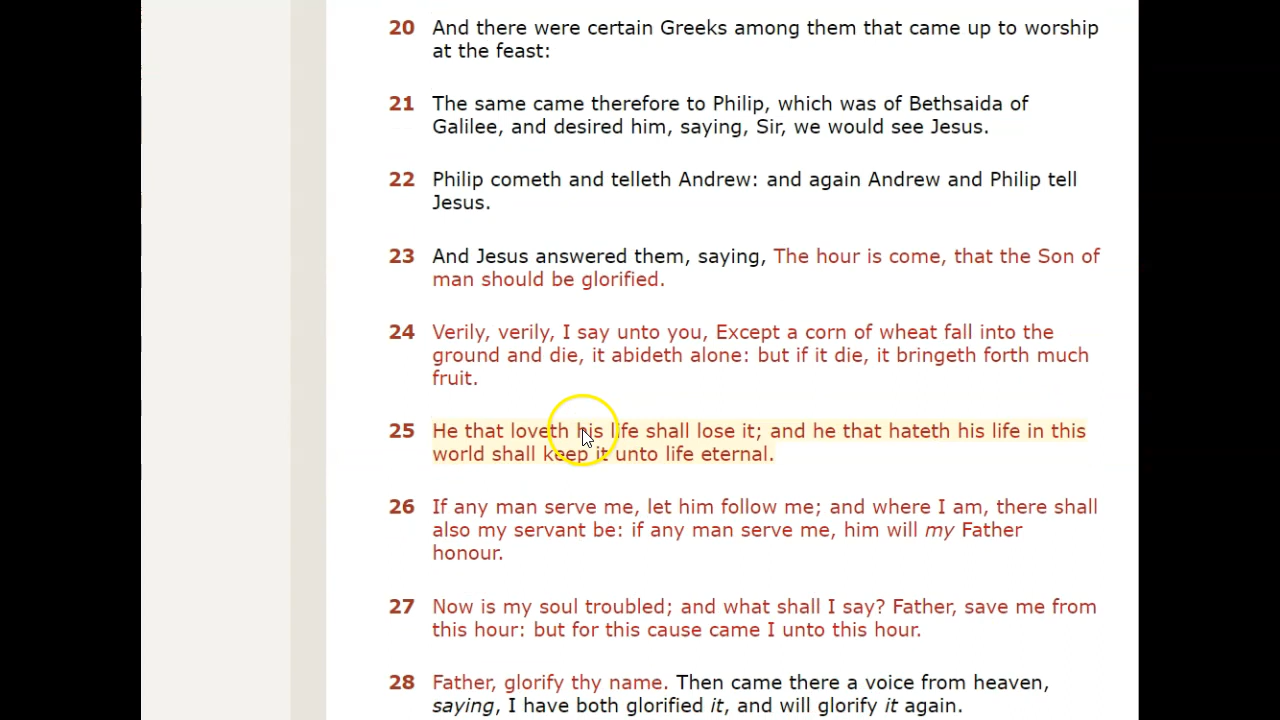 20 And there were certain Greeks among them that came up to worship
at the feast:
21 The same came therefore to Philip, which was of Bethsaida of
Galilee, and desired him, saying, Sir, we would see Jesus.
22 Philip cometh and telleth Andrew: and again Andrew and Philip tell
Jesus.
23 And Jesus answered them, saying, The hour is come, that the Son of
man should be glorified.
24 Verily, verily, I say unto you, Except a corn of wheat fall into the
ground and die, it abideth alone: but if it die, it bringeth forth much
fruit.
25 He that loveth his life shall lose it; and he that hateth his life in this
world shall keep it unto life eternal.
26 If any man serve me, let him follow me; and where I am, there shall
also my servant be: if any man serve me, him will my Father
honour.
27 Now is my soul troubled; and what shall I say? Father, save me from
this hour: but for this cause came I unto this hour.
28 Father, glorify thy name. Then came there a voice from heaven,
saying, I have both glorified it, and will glorify it again.